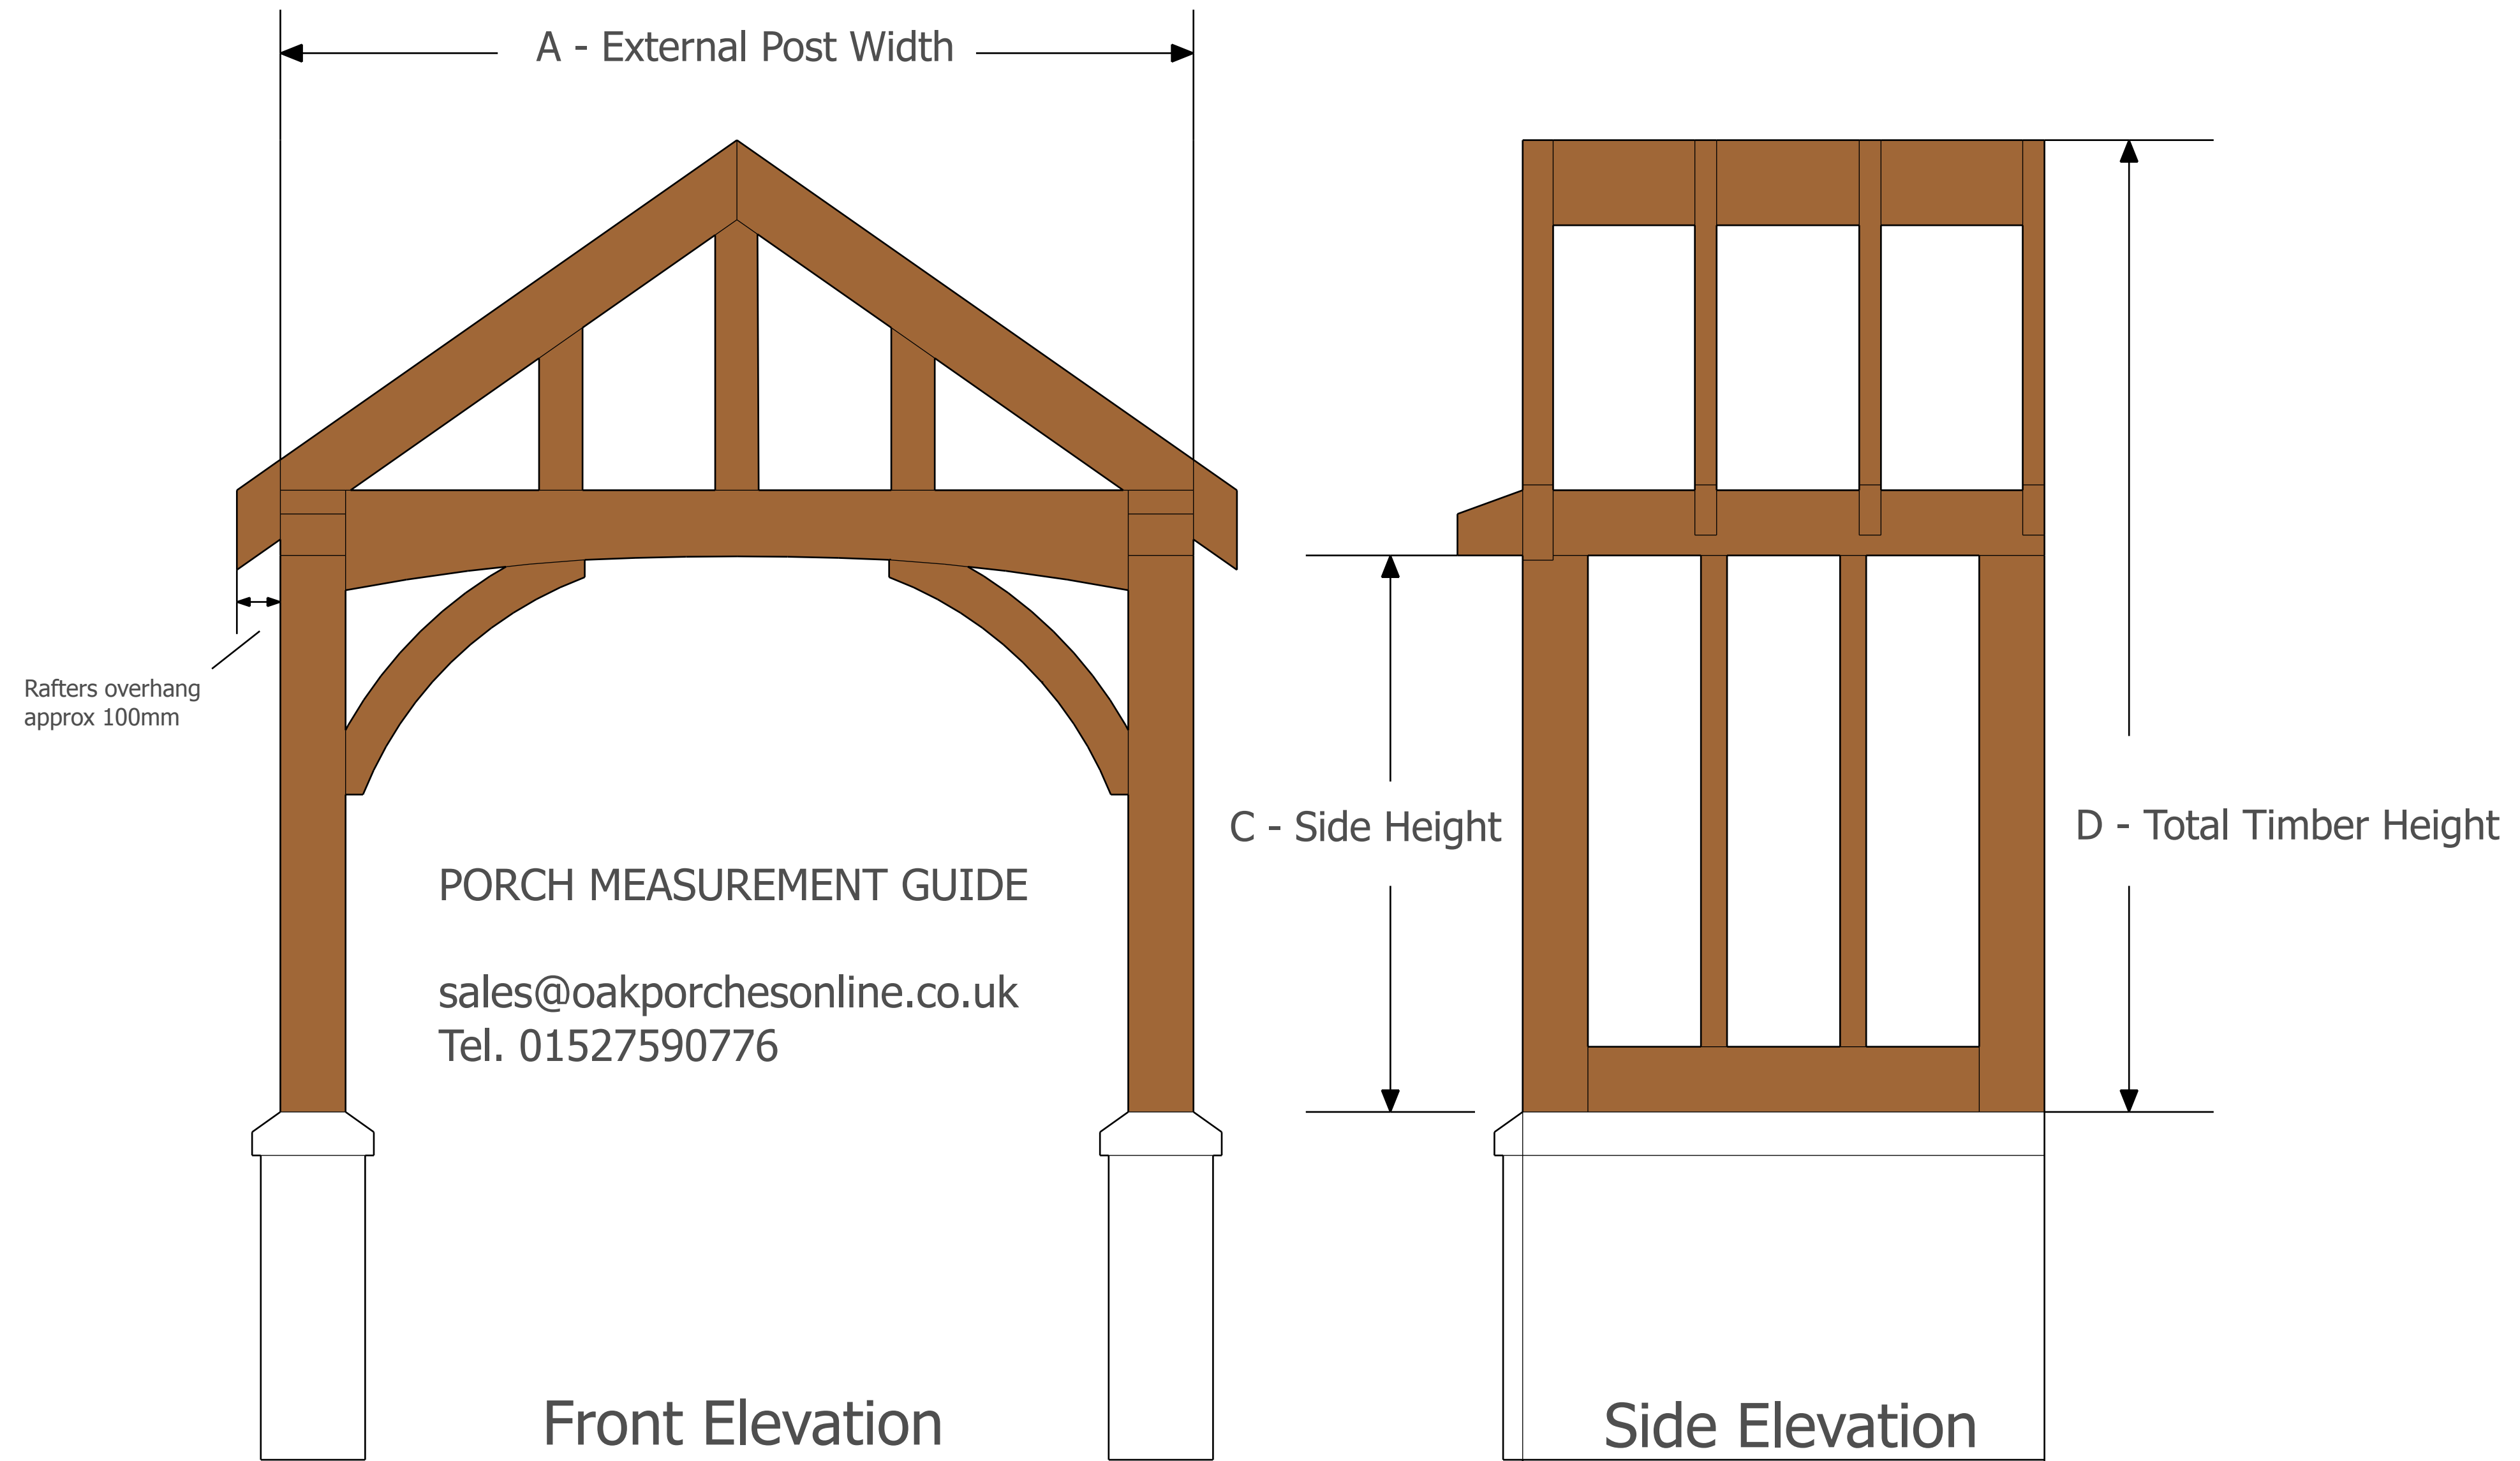 A - External Post Width
Rafters overhang
approx 100mm
C - Side Height
D - Total Timber Height
PORCH MEASUREMENT GUIDE
sales@oakporchesonline.co.uk
Tel. 01527590776
Front Elevation
Side Elevation